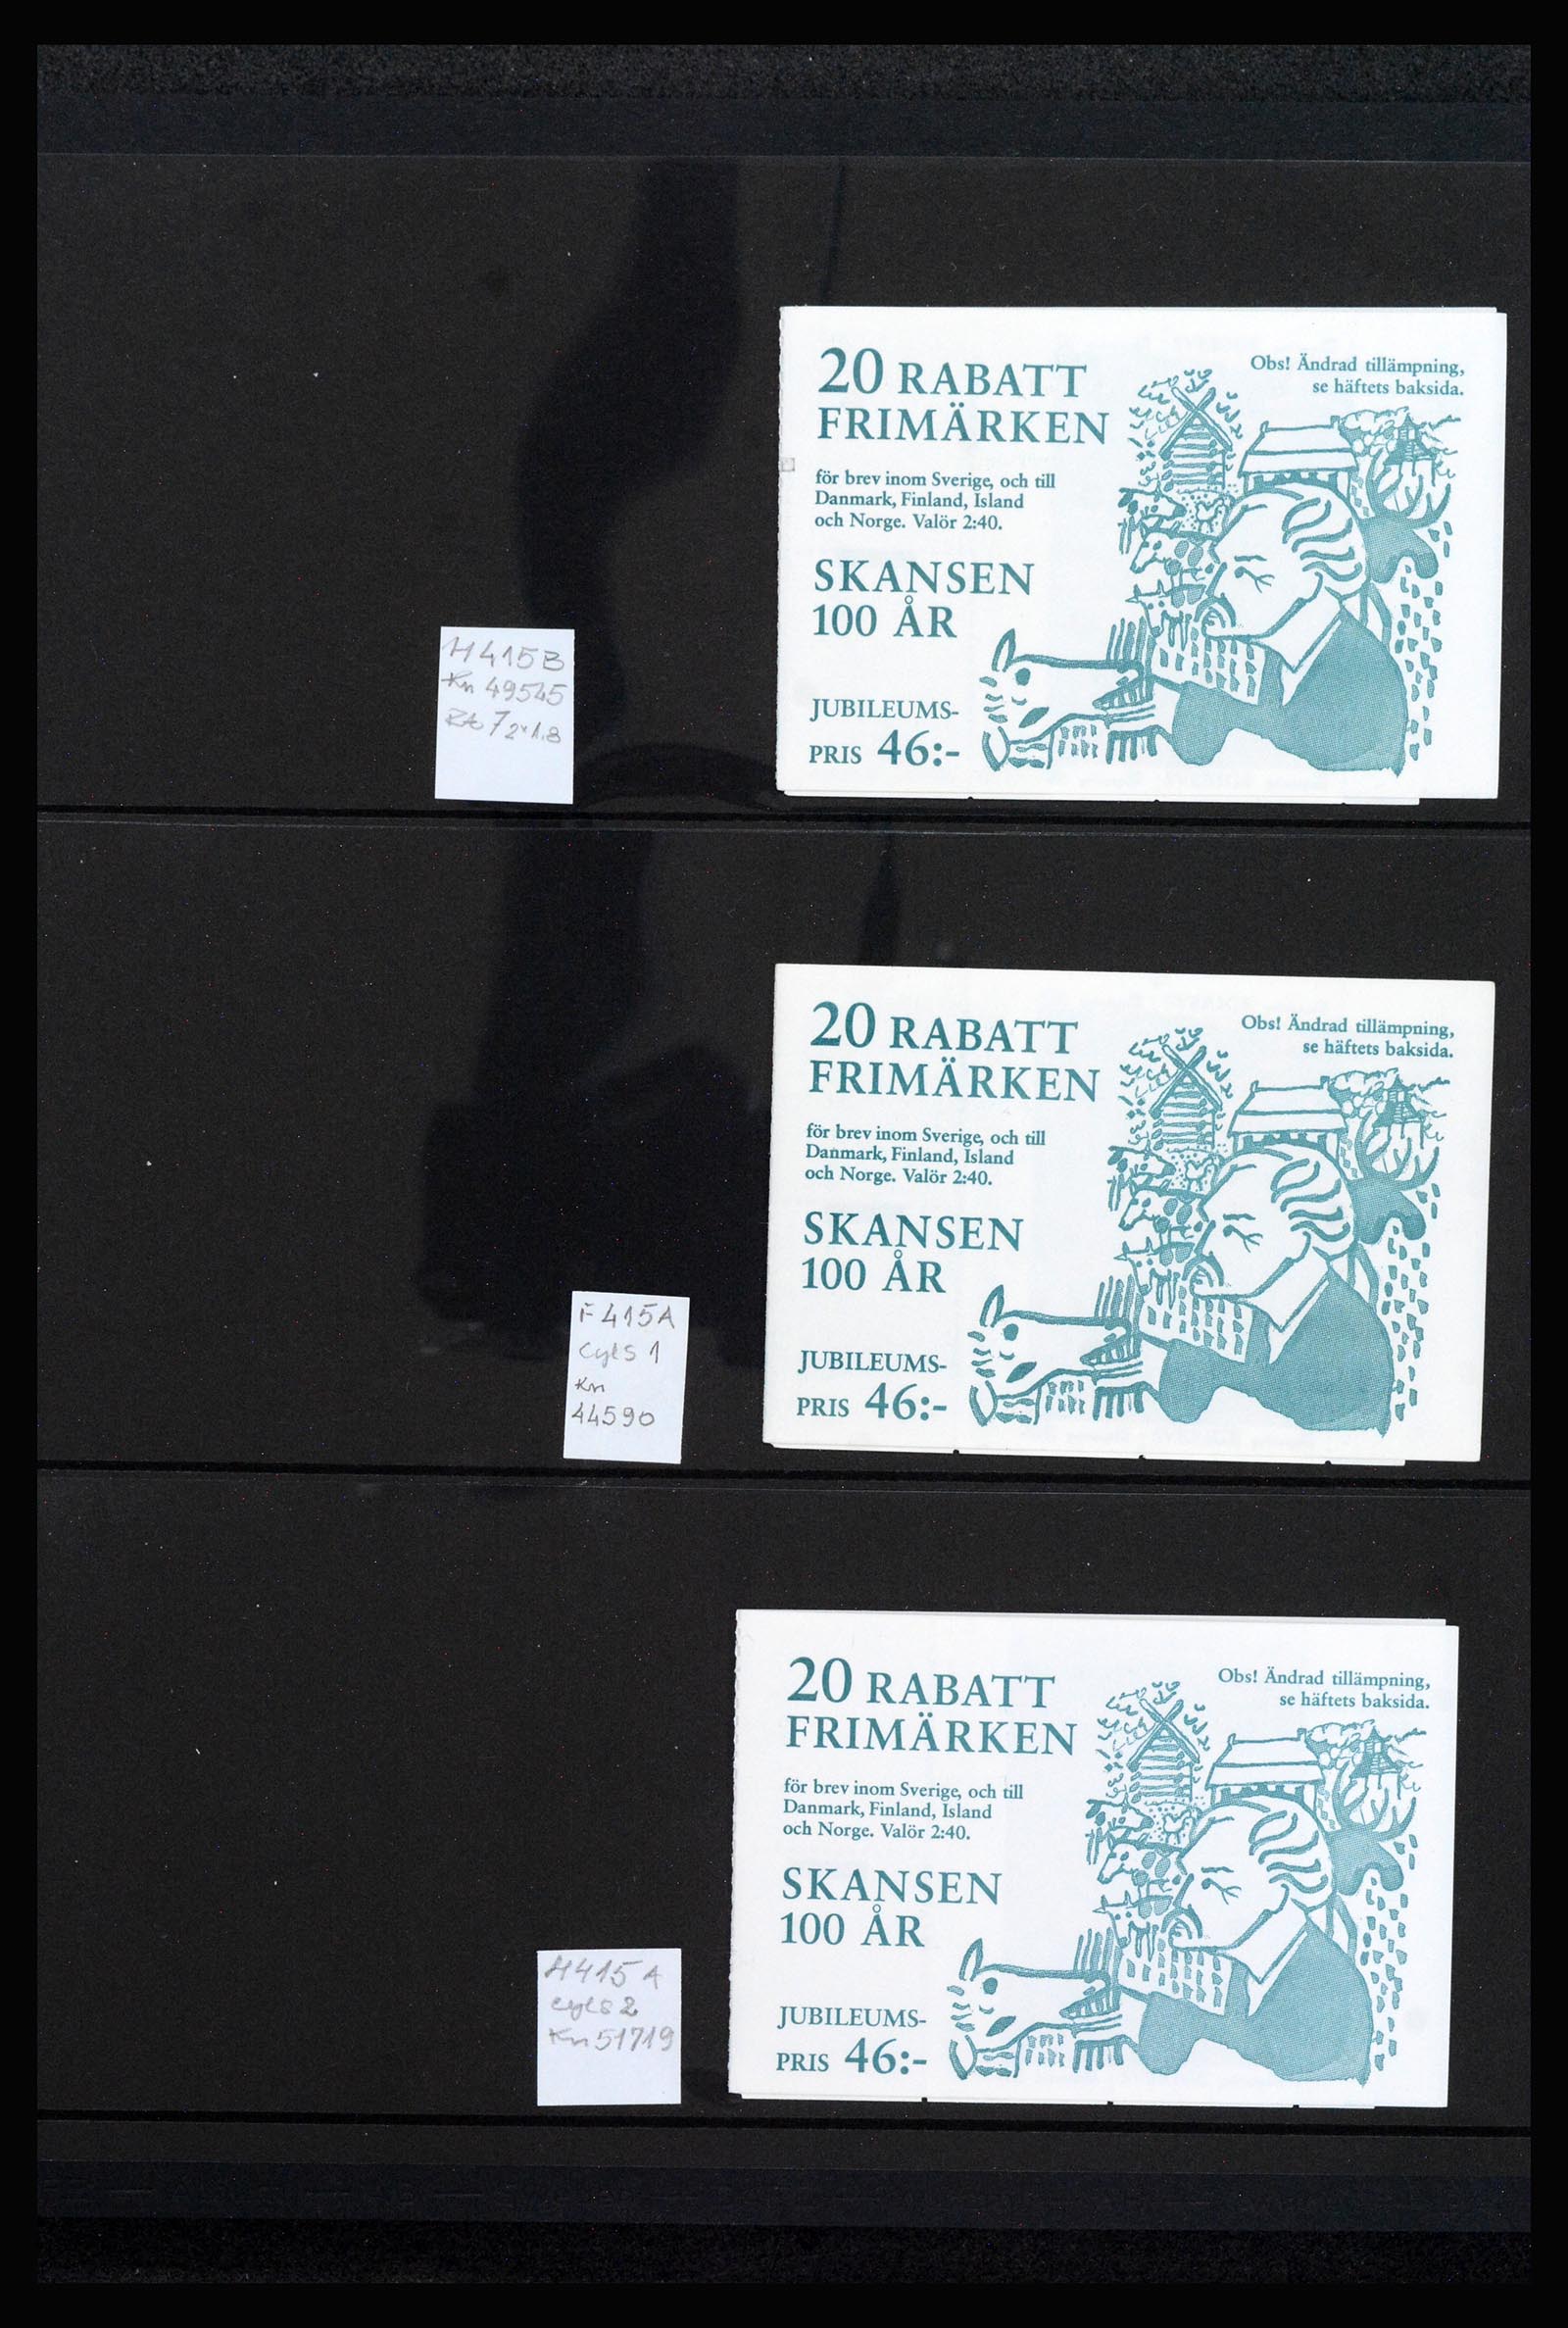 20 RABATT
FRIMÄRKEN
Obs! Ändrad tillämpning,
se häftets baksida.
för brev inom Sverige, och till
Danmark, Finland, Island
och Norge. Valör 2:40.
SKANSEN
100 ÅR
JUBILEUMS-
PRIS 46:-
H415B
Kn 49545
20 RABATT
FRIMÄRKEN
Obs! Ändrad tillämpning,
se häftets baksida.
för brev inom Sverige, och till
Danmark, Finland, Island
och Norge. Valör 2:40.
SKANSEN
100 ÅR
JUBILEUMS-
PRIS 46:-
F415A
cyls 1
Kn
44590
20 RABATT
FRIMÄRKEN
Obs! Ändrad tillämpning,
se häftets baksida.
för brev inom Sverige, och till
Danmark, Finland, Island
och Norge. Valör 2:40.
SKANSEN
100 ÅR
JUBILEUMS-
PRIS 46:-
H415A
cyls 2
Kn 51719